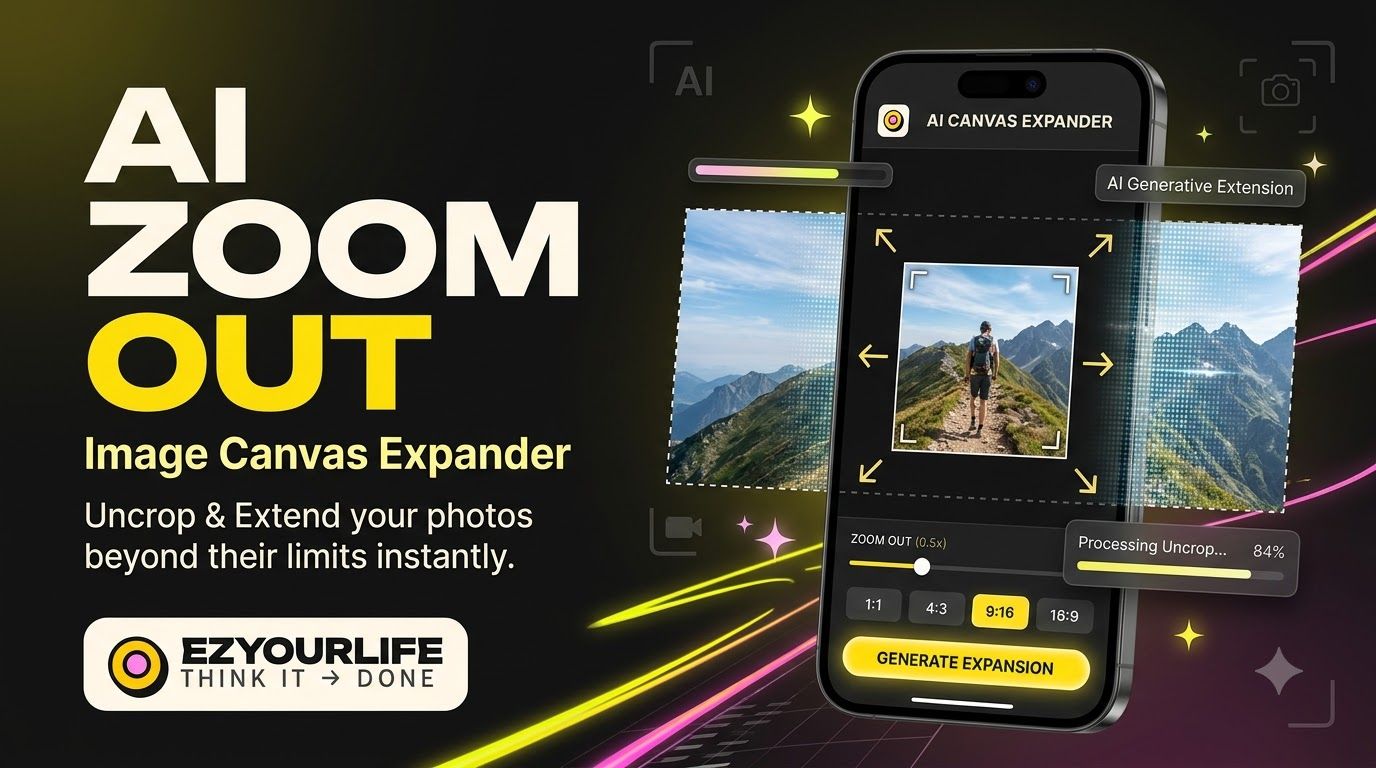 AI
ZOOM
OUT
Image Canvas Expander
Uncrop & Extend your photos
beyond their limits instantly.
EZYOURLIFE
THINK IT → DONE
AI
AI CANVAS EXPANDER
AI Generative Extension
ZOOM OUT (0.5x)
Processing Uncrop... 84%
1:1 4:3 9:16 16:9
GENERATE EXPANSION